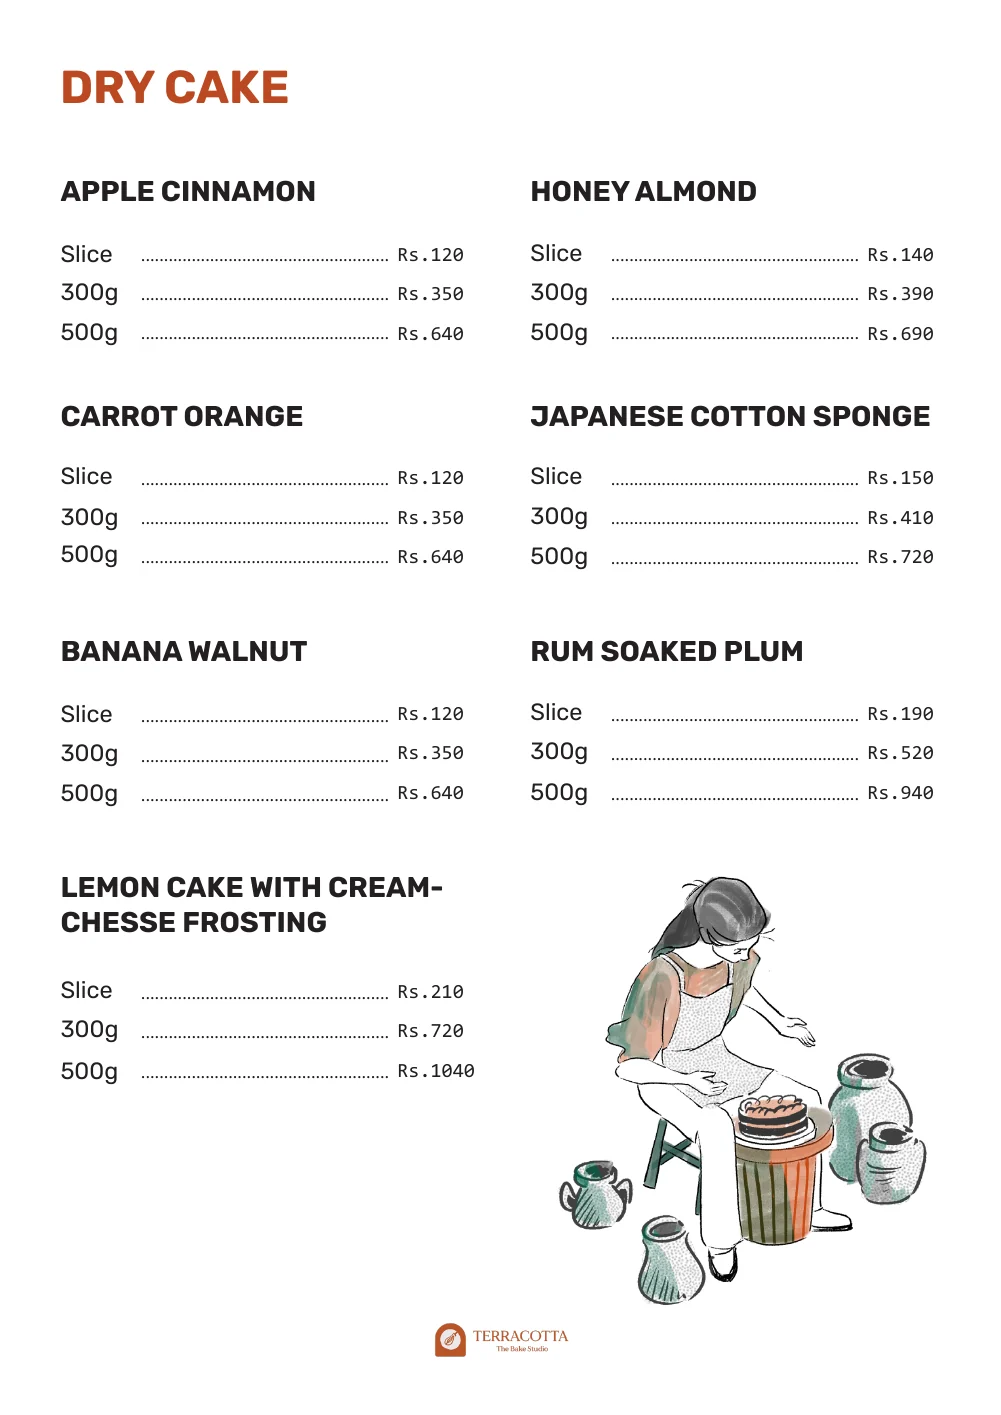 DRY CAKE
APPLE CINNAMON
Slice ........................................................ Rs.120
300g ........................................................ Rs.350
500g ........................................................ Rs.640
HONEY ALMOND
Slice ........................................................ Rs.140
300g ........................................................ Rs.390
500g ........................................................ Rs.690
CARROT ORANGE
Slice ........................................................ Rs.120
300g ........................................................ Rs.350
500g ........................................................ Rs.640
JAPANESE COTTON SPONGE
Slice ........................................................ Rs.150
300g ........................................................ Rs.410
500g ........................................................ Rs.720
BANANA WALNUT
Slice ........................................................ Rs.120
300g ........................................................ Rs.350
500g ........................................................ Rs.640
RUM SOAKED PLUM
Slice ........................................................ Rs.190
300g ........................................................ Rs.520
500g ........................................................ Rs.940
LEMON CAKE WITH CREAM-
CHESSE FROSTING
Slice ........................................................ Rs.210
300g ........................................................ Rs.720
500g ........................................................ Rs.1040
TERRACOTTA
The Bake Studio